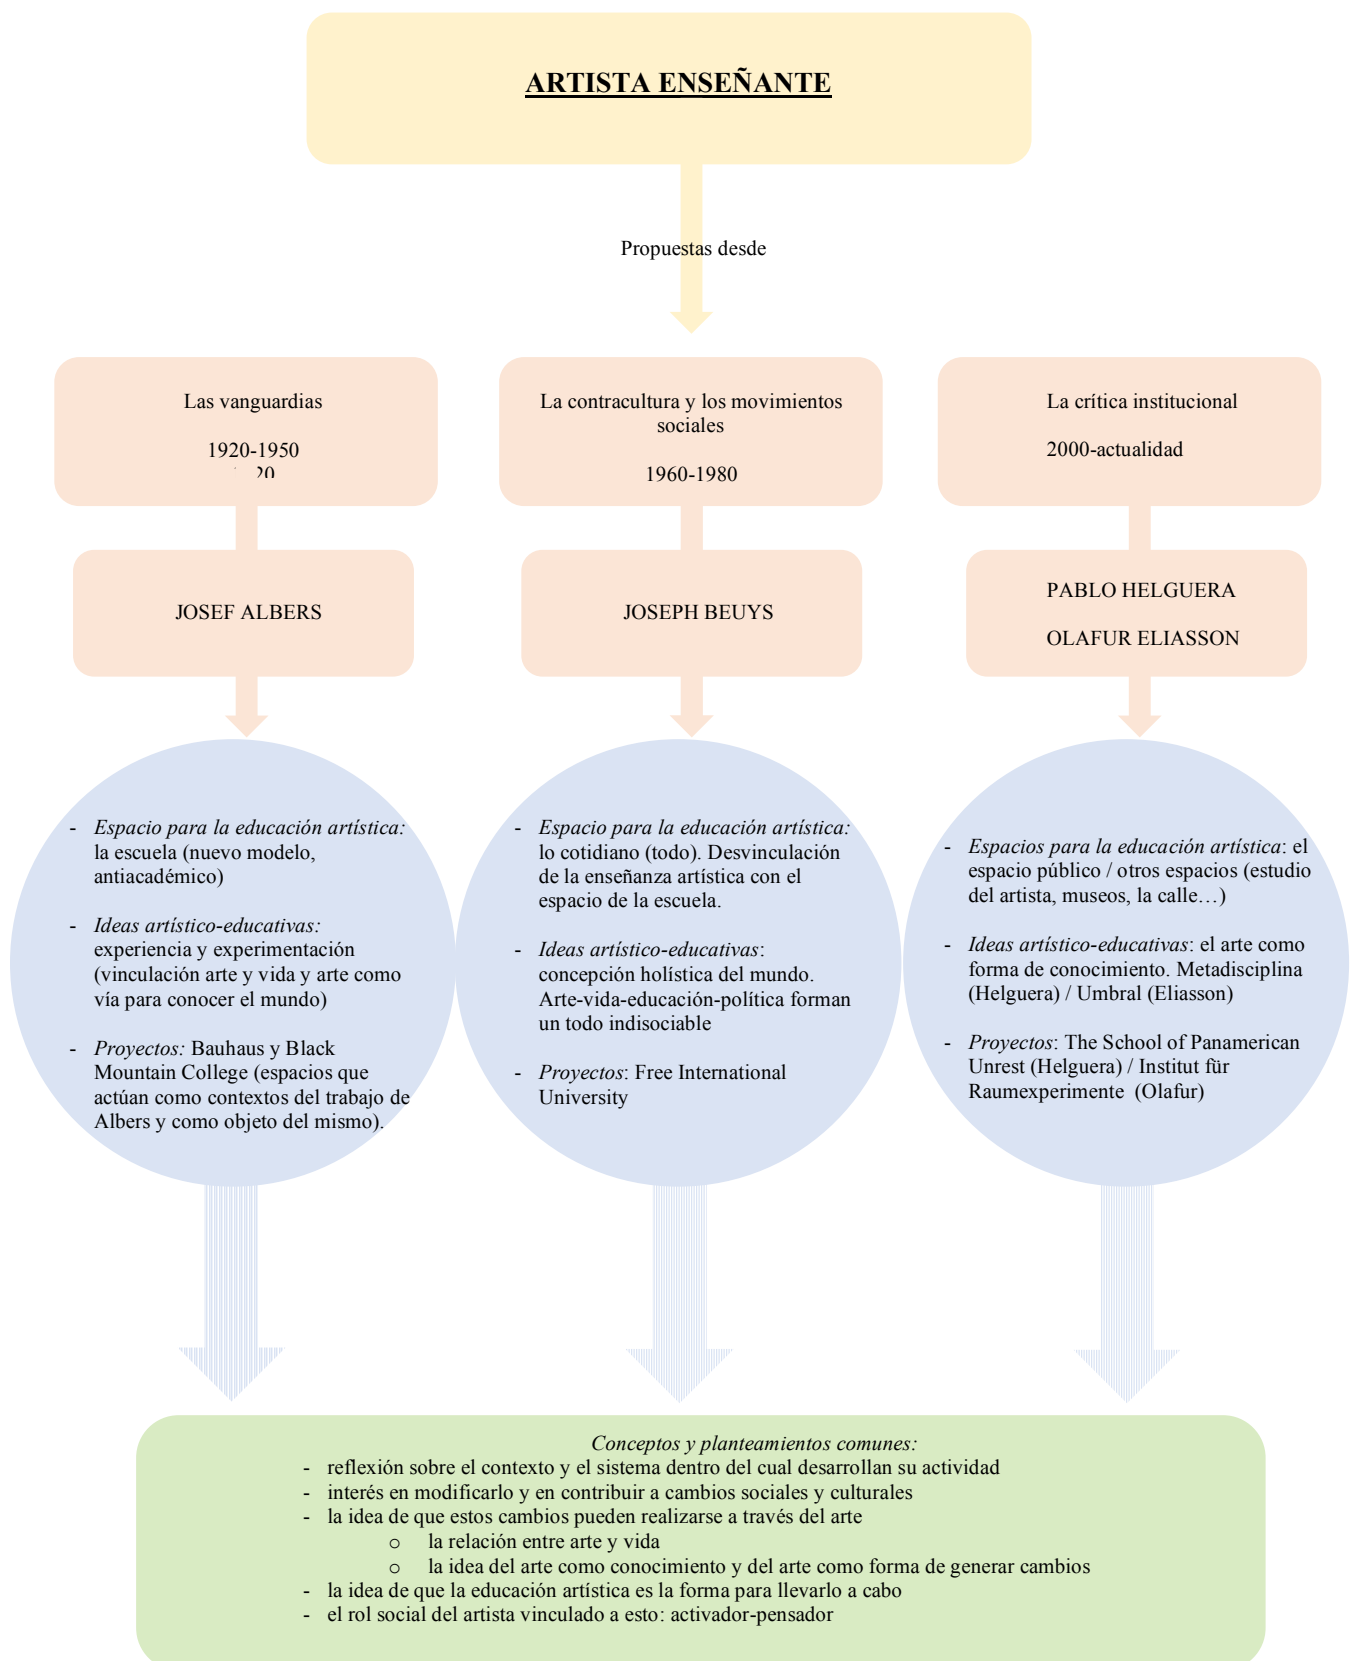 ARTISTA ENSEÑANTE
Propuestas desde
Las vanguardias
1920-1950
20
JOSEF ALBERS
- Espacio para la educación artística:
la escuela (nuevo modelo,
antiacadémico)
- Ideas artístico-educativas:
experiencia y experimentación
(vinculación arte y vida y arte como
vía para conocer el mundo)
- Proyectos: Bauhaus y Black
Mountain College (espacios que
actúan como contextos del trabajo de
Albers y como objeto del mismo).
La contracultura y los movimientos
sociales
1960-1980
JOSEPH BEUYS
- Espacio para la educación artística:
lo cotidiano (todo). Desvinculación
de la enseñanza artística con el
espacio de la escuela.
- Ideas artístico-educativas:
concepción holística del mundo.
Arte-vida-educación-política forman
un todo indisociable
- Proyectos: Free International
University
La crítica institucional
2000-actualidad
PABLO HELGUERA
OLAFUR ELIASSON
- Espacios para la educación artística: el
espacio público / otros espacios (estudio
del artista, museos, la calle…)
- Ideas artístico-educativas: el arte como
forma de conocimiento. Metadisciplina
(Helguera) / Umbral (Eliasson)
- Proyectos: The School of Panamerican
Unrest (Helguera) / Institut für
Raumexperimente (Olafur)
Conceptos y planteamientos comunes:
- reflexión sobre el contexto y el sistema dentro del cual desarrollan su actividad
- interés en modificarlo y en contribuir a cambios sociales y culturales
- la idea de que estos cambios pueden realizarse a través del arte
o la relación entre arte y vida
o la idea del arte como conocimiento y del arte como forma de generar cambios
- la idea de que la educación artística es la forma para llevarlo a cabo
- el rol social del artista vinculado a esto: activador-pensador